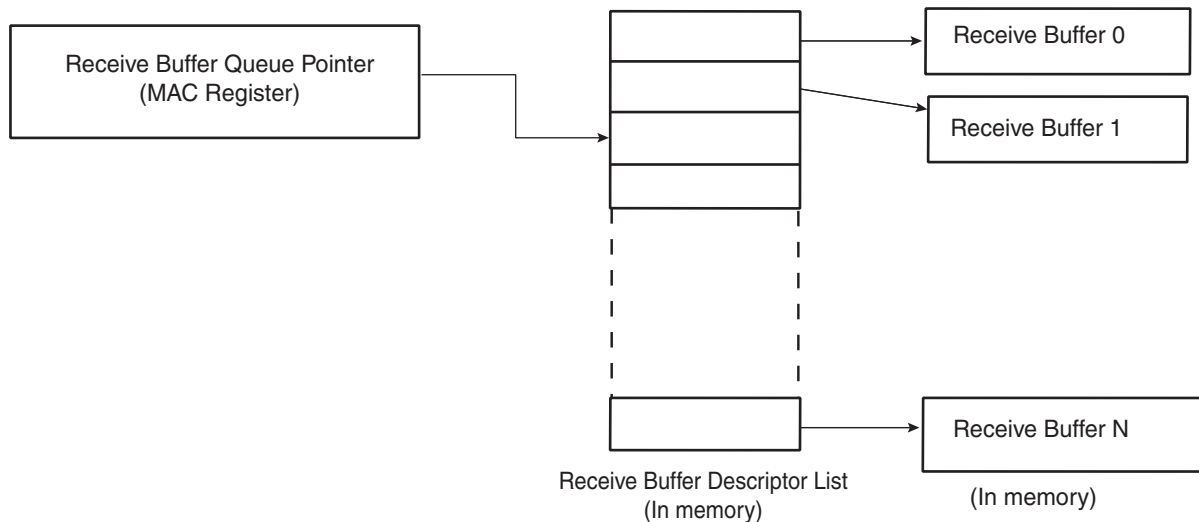 Receive Buffer Queue Pointer
(MAC Register)
Receive Buffer 0
Receive Buffer 1
Receive Buffer N
Receive Buffer Descriptor List
(In memory)
(In memory)